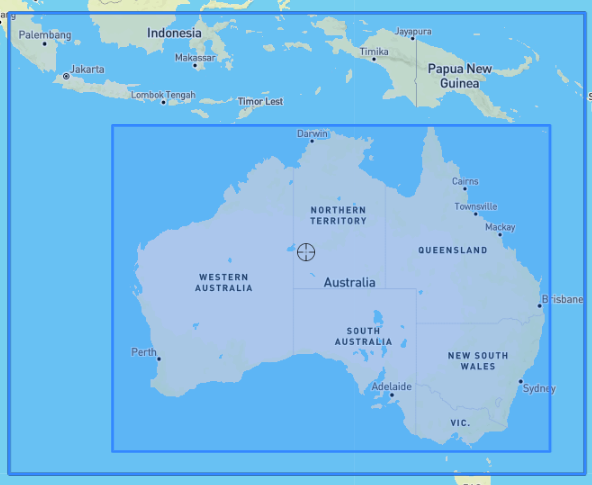 ang
Indonesia
Palembang
Jayapura
Timika
Makassar
Jakarta
Papua New
Guinea
Lombok Tengah
Timor Lest
S
Darwin
Cairns
Townsville
Mackay
NORTHERN
TERRITORY
QUEENSLAND
WESTERN
AUSTRALIA
Australia
Brisbane
SOUTH
AUSTRALIA
Perth
NEW SOUTH
WALES
Adelaide
Sydney
VIC.